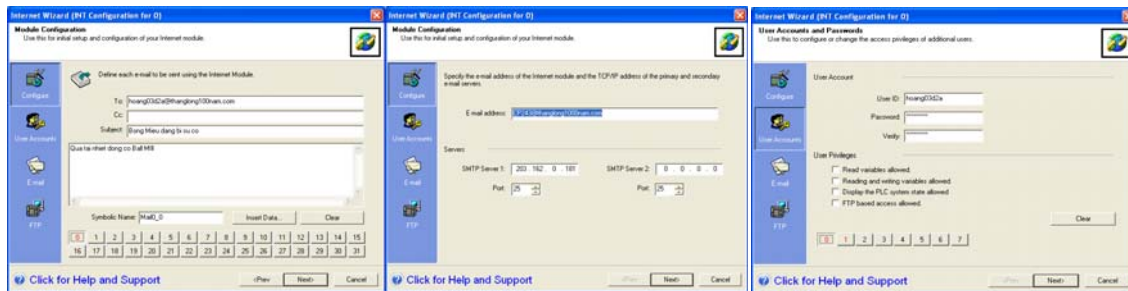 Internet Wizard (INT Configuration for 0)
Module Configuration
Use this for initial setup and configuration of your Internet module.
Configure
User Accounts
E-mail
FTP
Define each e-mail to be sent using the Internet Module.
To: hoang03d2a@thanglong1000nam.com
Cc:
Subject: Bong Mieu dang bi su co
Qua tai nhiet dong co Ball Mill
Symbolic Name: Mail0_0
Insert Data...
Clear
0 1 2 3 4 5 6 7 8 9 10 11 12 13 14 15
16 17 18 19 20 21 22 23 24 25 26 27 28 29 30 31
Click for Help and Support
<Prev Next> Cancel
Internet Wizard (INT Configuration for 0)
Module Configuration
Use this for initial setup and configuration of your Internet module.
Configure
User Accounts
E-mail
FTP
Specify the e-mail address of the Internet module and the TCP/IP address of the primary and secondary
e-mail servers.
E-mail address:
Servers
SMTP Server 1: 203 . 162 . 0 . 181 SMTP Server 2: 0 . 0 . 0 . 0
Port: 25 Port: 25
Click for Help and Support
<Prev Next> Cancel
Internet Wizard (INT Configuration for 0)
User Accounts and Passwords
Use this to configure or change the access privileges of additional users.
Configure
User Accounts
E-mail
FTP
User Account
User ID: hoang03d2a
Password:
Verify:
User Privileges
Read variables allowed.
Reading and writing variables allowed.
Display the PLC system state allowed.
FTP based access allowed.
Clear
0 1 2 3 4 5 6 7
Click for Help and Support
<Prev Next> Cancel